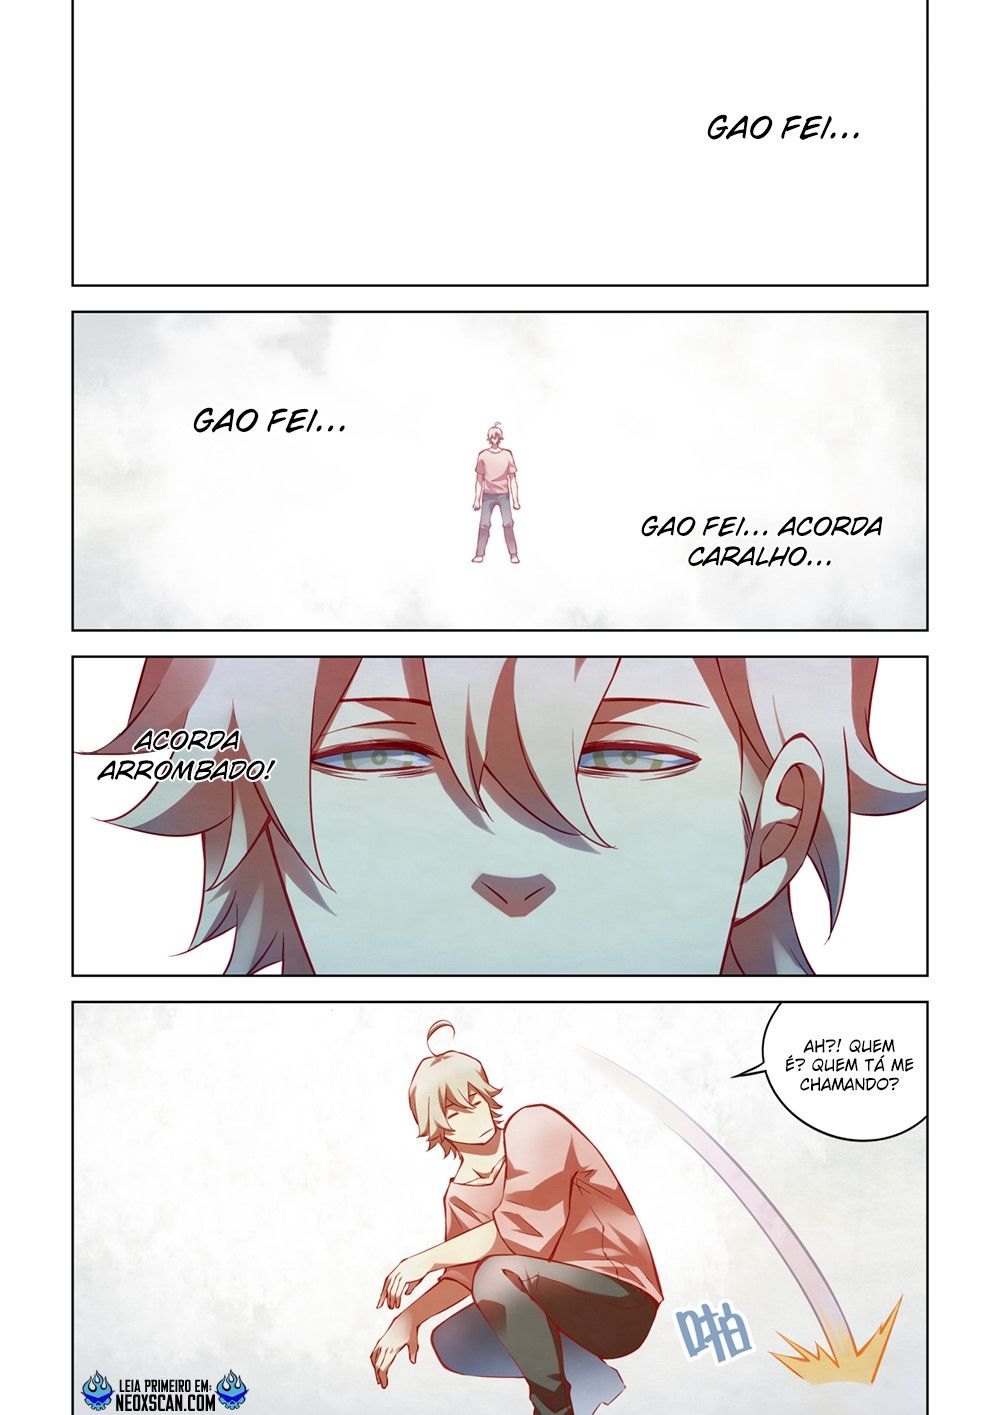 GAO FEI...
GAO FEI...
GAO FEI... ACORDA
CARALHO...
ACORDA
ARROMBADO!
AH?! QUEM
É? QUEM TÁ ME
CHAMANDO?
啪
LEIA PRIMEIRO EM:
NEOXSCAN.COM